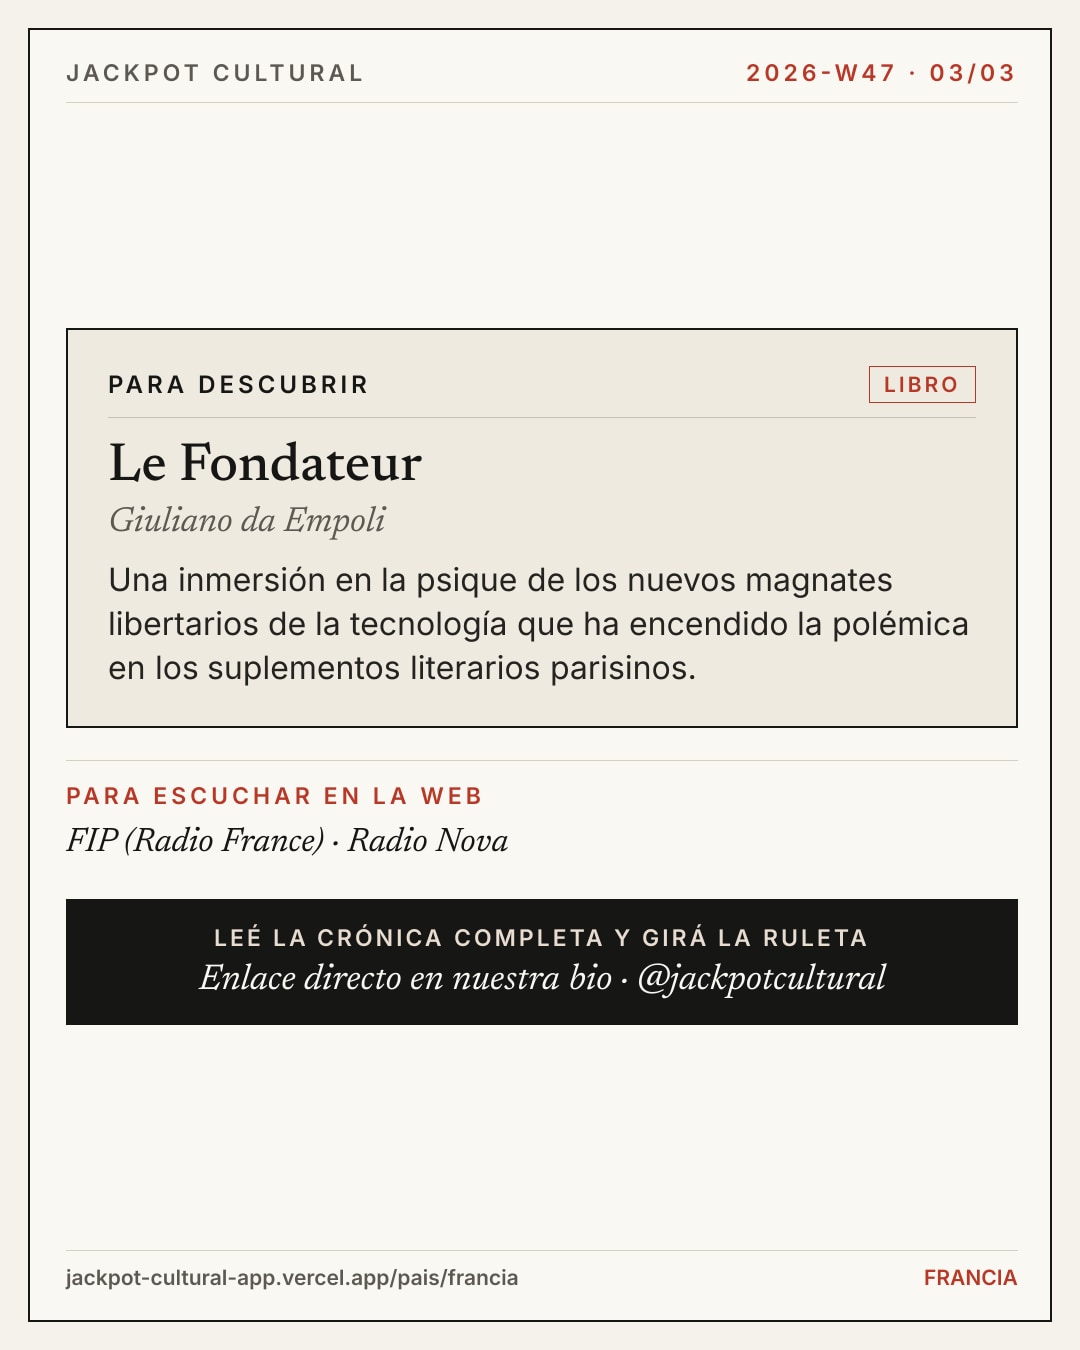 JACKPOT CULTURAL
2026-W47 · 03/03
PARA DESCUBRIR
LIBRO
Le Fondateur
Giuliano da Empoli
Una inmersión en la psique de los nuevos magnates
libertarios de la tecnología que ha encendido la polémica
en los suplementos literarios parisinos.
PARA ESCUCHAR EN LA WEB
FIP (Radio France) · Radio Nova
LEÉ LA CRÓNICA COMPLETA Y GIRÁ LA RULETA
Enlace directo en nuestra bio · @jackpotcultural
jackpot-cultural-app.vercel.app/pais/francia
FRANCIA